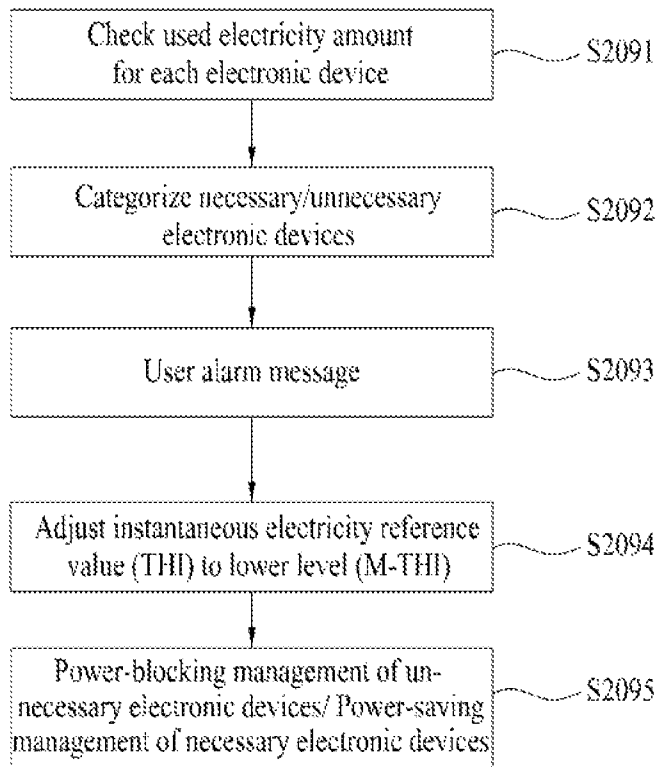 Check used electricity amount
for each electronic device
S2091
Categorize necessary/unnecessary
electronic devices
S2092
User alarm message
S2093
Adjust instantaneous electricity reference
value (THI) to lower level (M-THI)
S2094
Power-blocking management of un-
necessary electronic devices/ Power-saving
management of necessary electronic devices
S2095